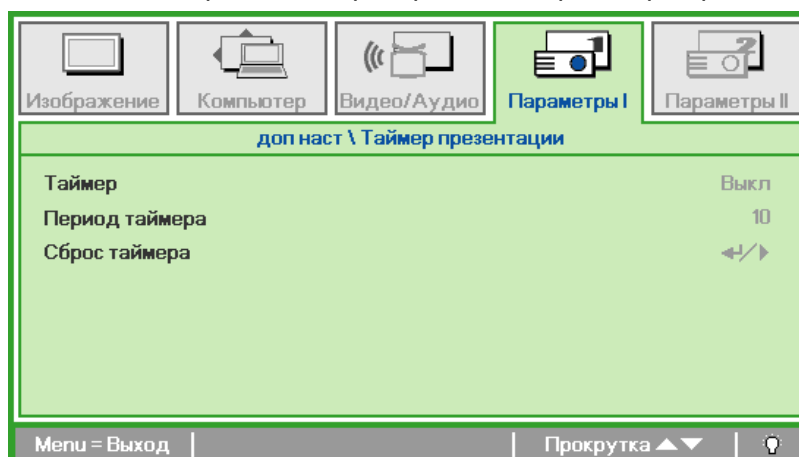 Изображение
Компьютер
Видео/Аудио
Параметры I
Параметры II
доп наст \ Таймер презентации
Таймер Выкл
Период таймера 10
Сброс таймера
Menu = Выход Прокрутка